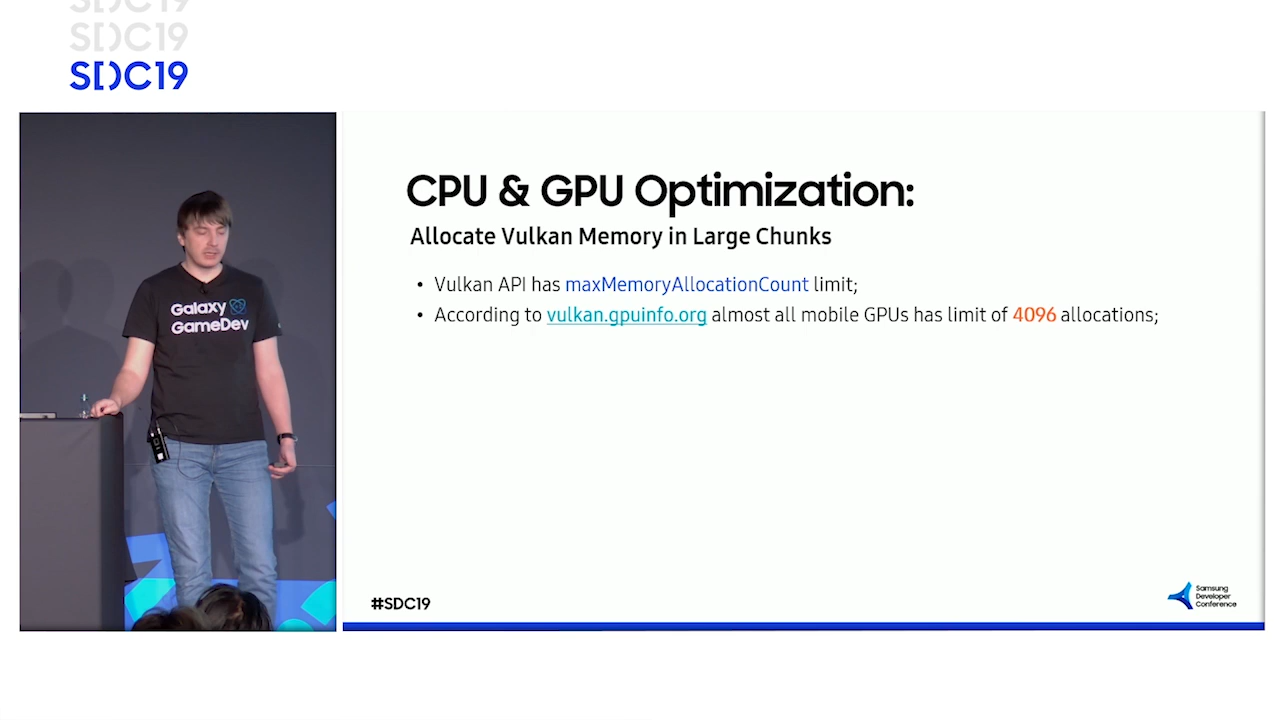 SDC19
SDC19
SDC19
Galaxy
GameDev
CPU & GPU Optimization:
Allocate Vulkan Memory in Large Chunks
• Vulkan API has maxMemoryAllocationCount limit;
• According to vulkan.gpuinfo.org almost all mobile GPUs has limit of 4096 allocations;
#SDC19
Samsung
Developer
Conference